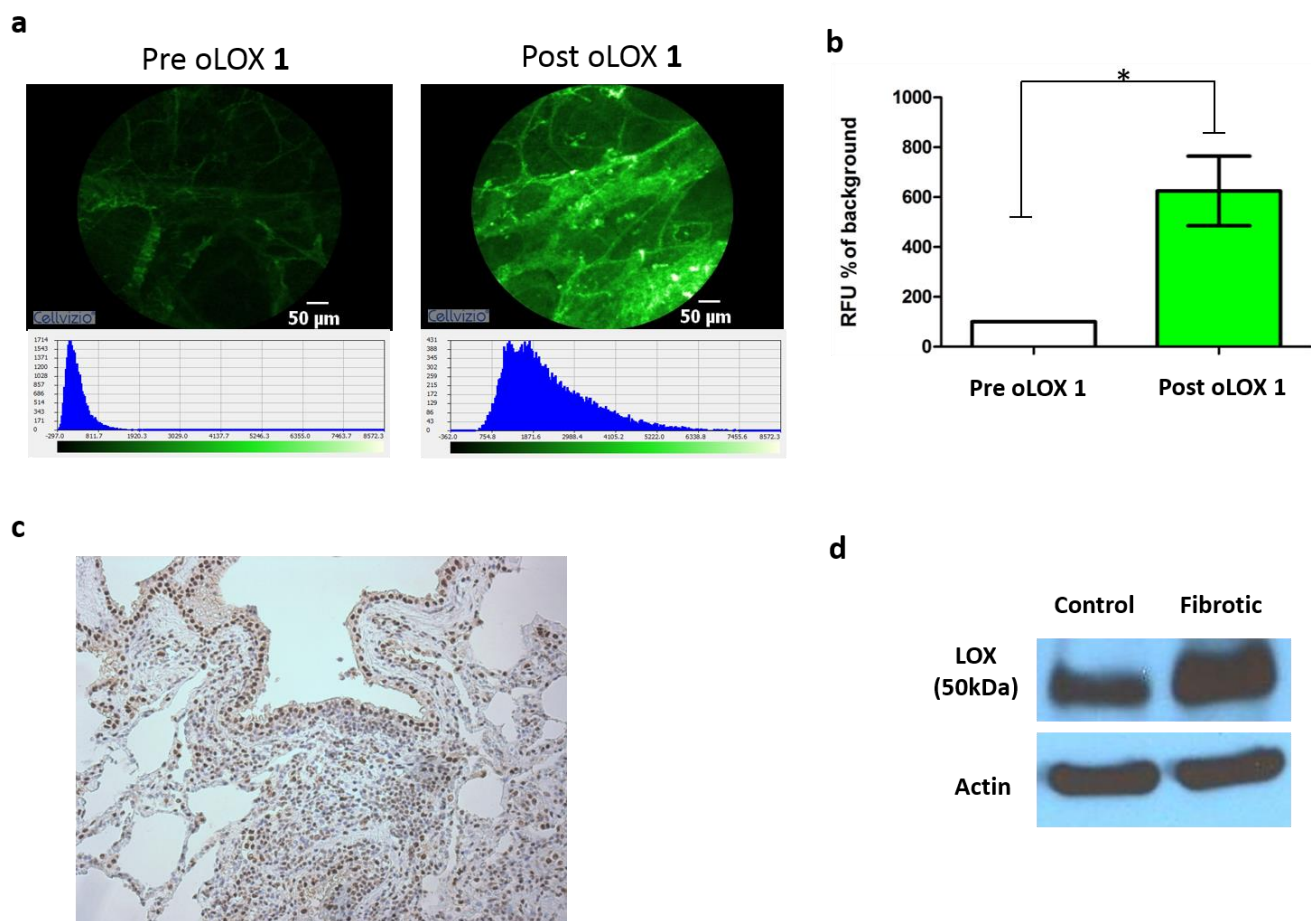 a
Pre oLOX 1
Post oLOX 1
Cellvizio
50 µm
Cellvizio
50 µm
1714
1543
1371
1200
1028
857
686
514
343
171
0
-297.0 811.7 1920.3 3029.0 4137.7 5246.3 6355.0 7463.7 8572.3
431
388
345
302
259
215
172
129
86
43
0
-362.0 754.8 1871.6 2988.4 4105.2 5222.0 6338.8 7455.6 8572.3
b
*
RFU % of background
1000
800
600
400
200
0
Pre oLOX 1
Post oLOX 1
c
d
Control
Fibrotic
LOX
(50kDa)
Actin